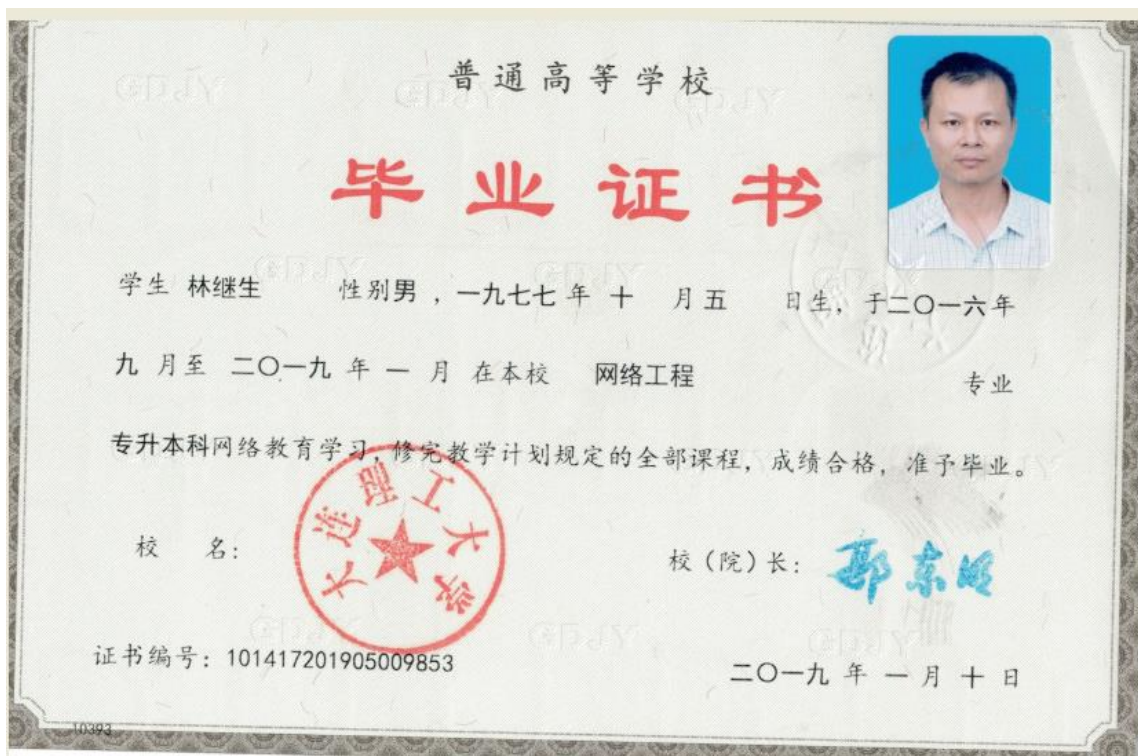 普通高等学校
毕业证书
学生 林继生 性别男，一九七七年 十 月五 日生，于二〇一六年
九 月至 二〇一九 年 一 月 在本校 网络工程 专业
专升本科网络教育学习，修完教学计划规定的全部课程，成绩合格，准予毕业。
校 名：
大连理工大学
校（院）长：
郭东明
证书编号：101417201905009853
二〇一九 年 一 月 十 日
10393